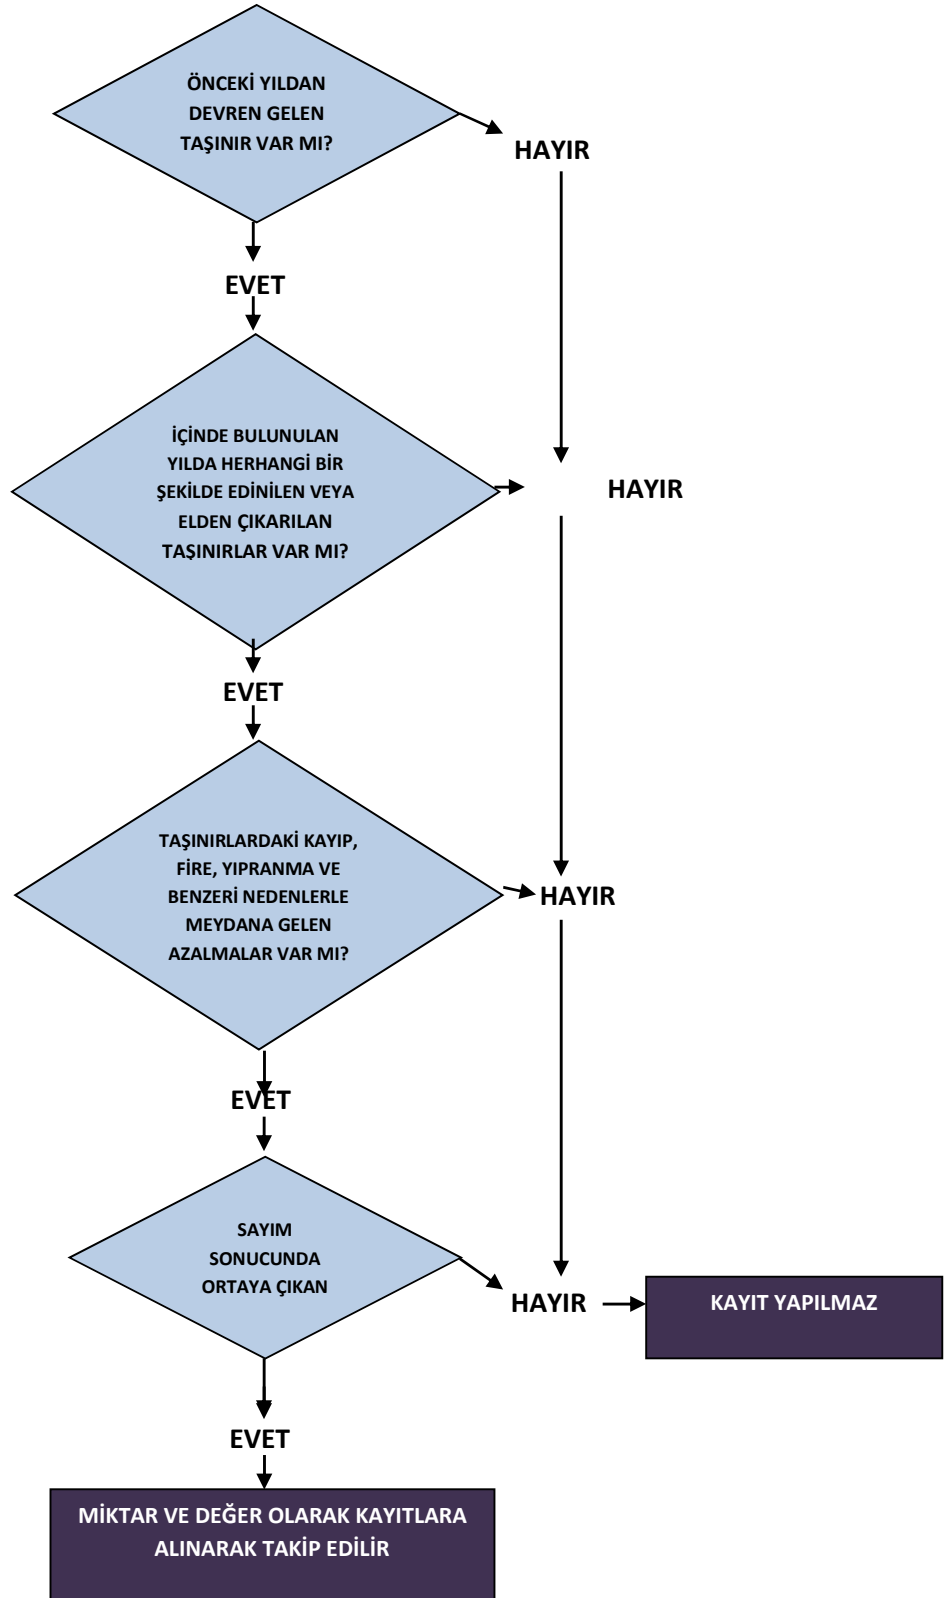 ÖNCEKİ YILDAN
DEVREN GELEN
TAŞINIR VAR MI?
HAYIR
EVET
İÇİNDE BULUNULAN
YILDA HERHANGİ BİR
ŞEKİLDE EDİNİLEN VEYA
ELDEN ÇIKARILAN
TAŞINIRLAR VAR MI?
HAYIR
EVET
TAŞINIRLARDAKİ KAYIP,
FİRE, YIPRANMA VE
BENZERİ NEDENLERLE
MEYDANA GELEN
AZALMALAR VAR MI?
HAYIR
EVET
SAYIM
SONUCUNDA
ORTAYA ÇIKAN
HAYIR
KAYIT YAPILMAZ
EVET
MİKTAR VE DEĞER OLARAK KAYITLARA
ALINARAK TAKİP EDİLİR